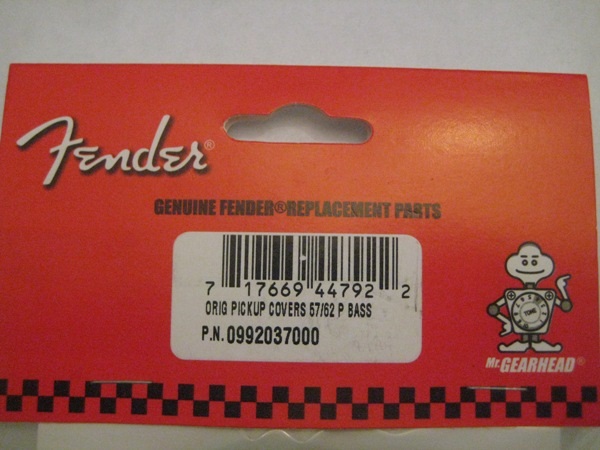 Fender®
GENUINE FENDER®REPLACEMENT PARTS
7 17669 44792 2
ORIG PICKUP COVERS 57/62 P BASS
P.N. 0992037000
Mr. GEARHEAD®